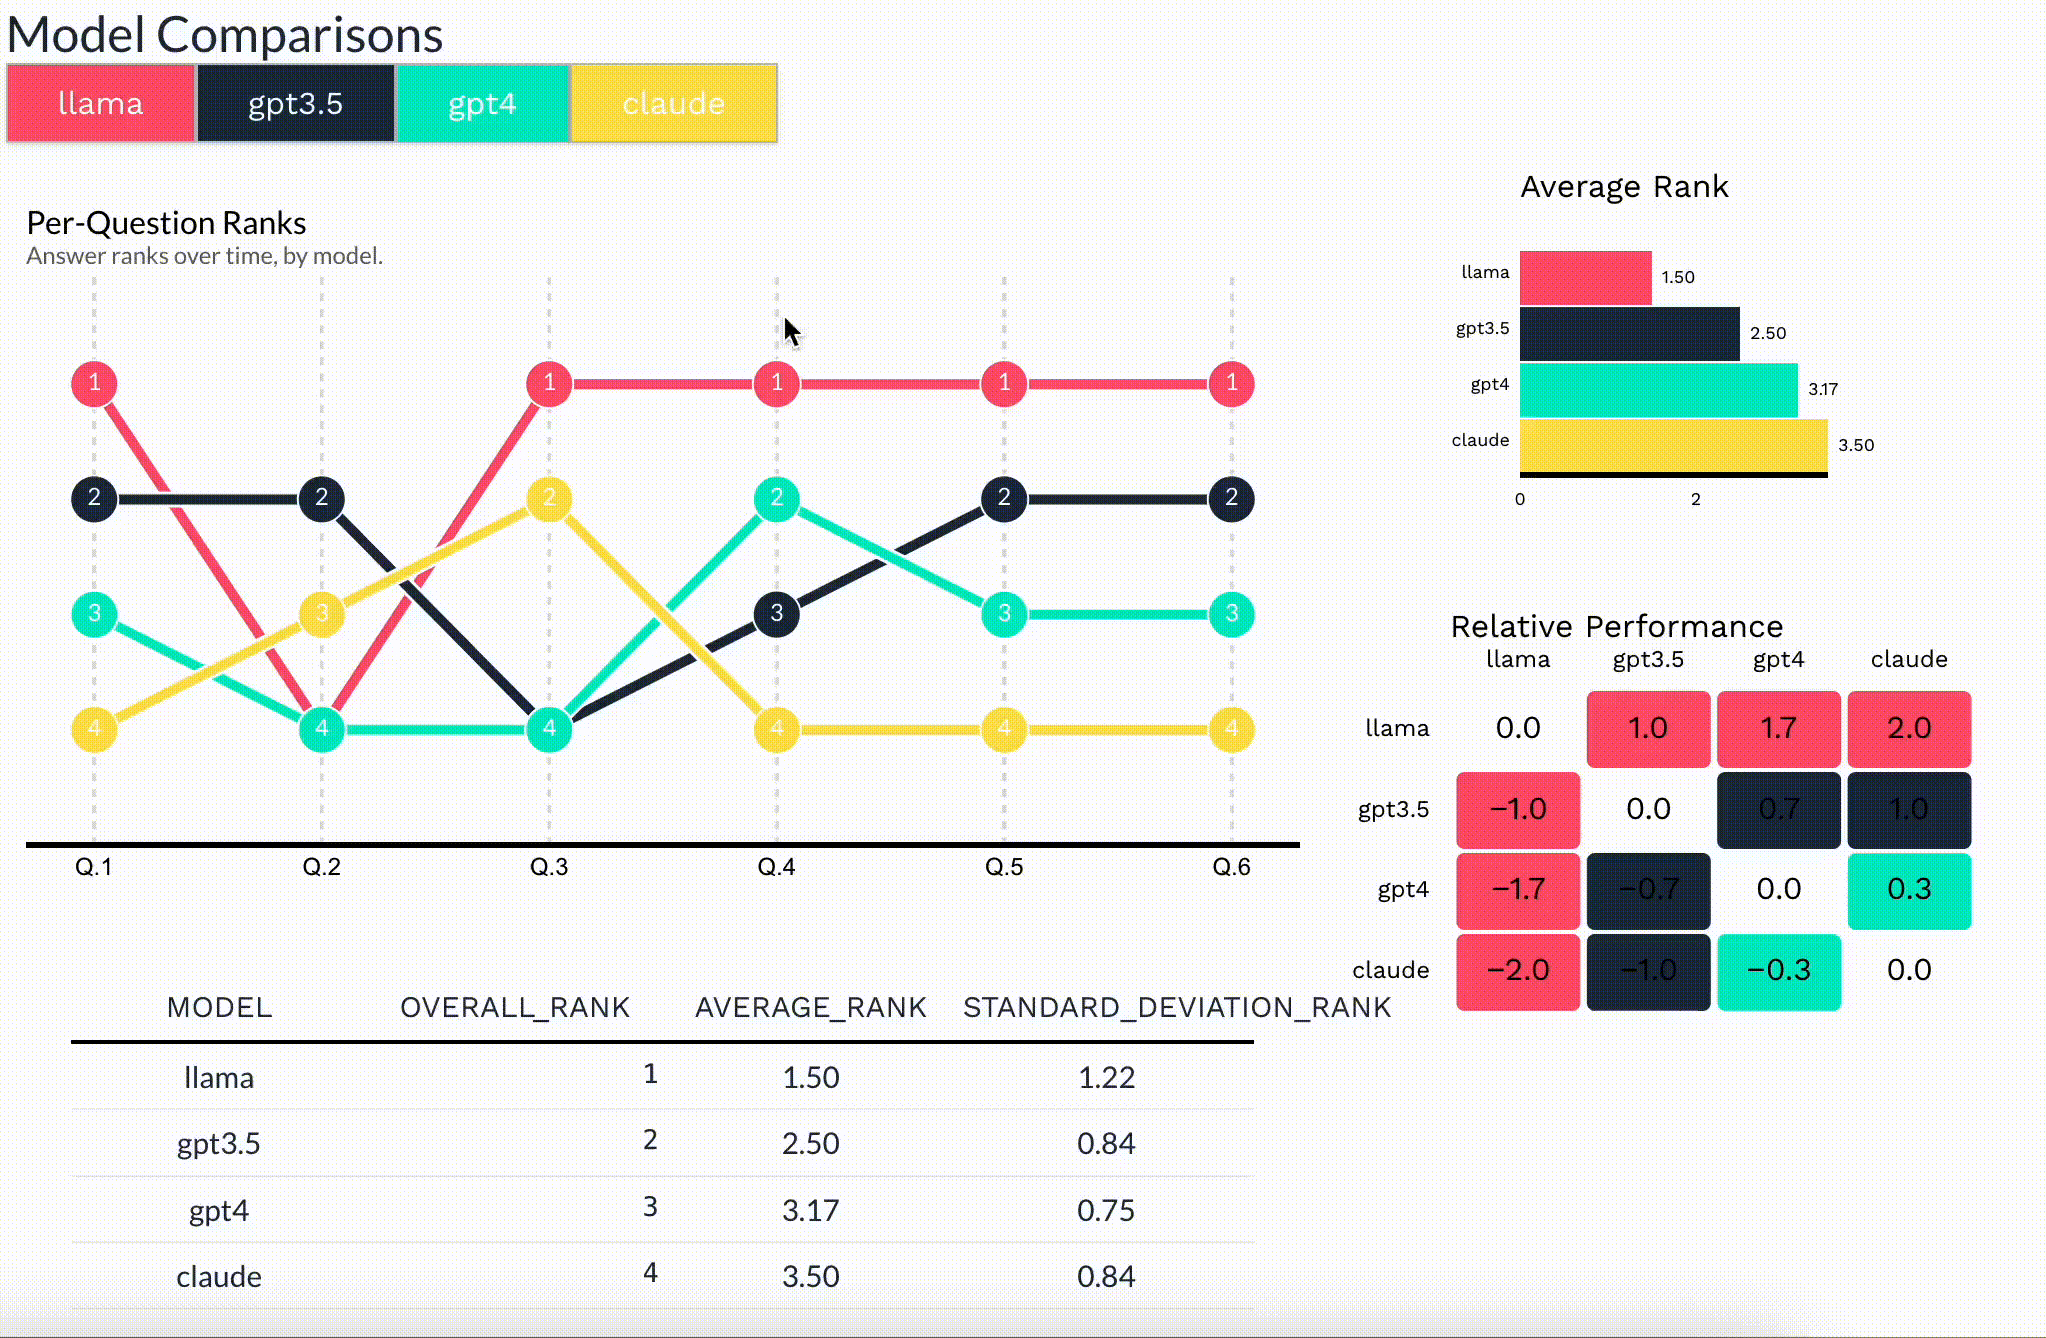 Model Comparisons
llama gpt3.5 gpt4 claude
Per-Question Ranks
Answer ranks over time, by model.
1 1 1 1 1
2 2 2 2 2 2
3 3 3 3 3
4 4 4 4 4 4
Q.1 Q.2 Q.3 Q.4 Q.5 Q.6
Average Rank
llama 1.50
gpt3.5 2.50
gpt4 3.17
claude 3.50
0 2
Relative Performance
llama gpt3.5 gpt4 claude
llama 0.0 1.0 1.7 2.0
gpt3.5 −1.0 0.0 0.7 1.0
gpt4 −1.7 −0.7 0.0 0.3
claude −2.0 −1.0 −0.3 0.0
MODEL OVERALL_RANK AVERAGE_RANK STANDARD_DEVIATION_RANK
llama 1 1.50 1.22
gpt3.5 2 2.50 0.84
gpt4 3 3.17 0.75
claude 4 3.50 0.84